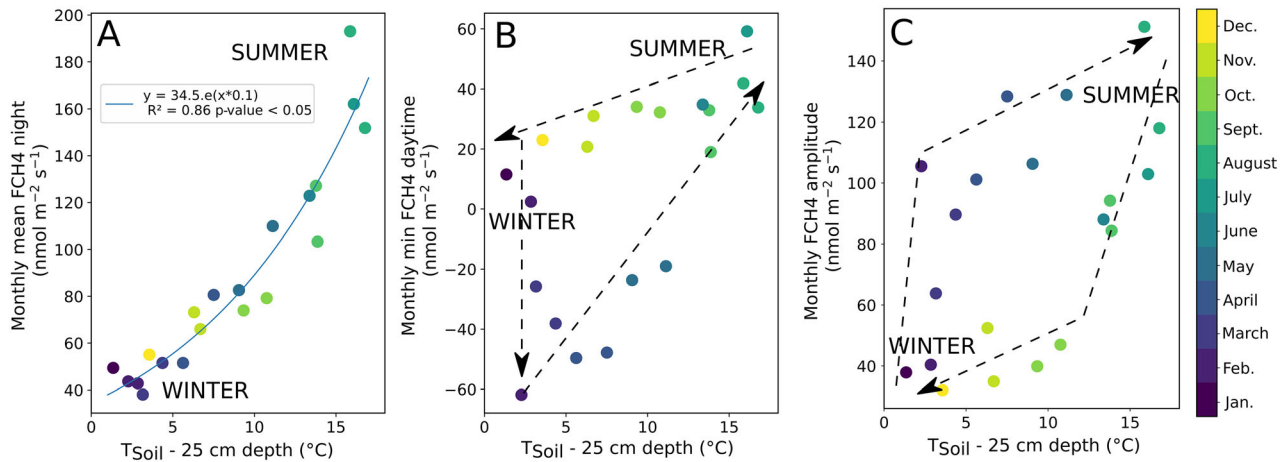 A
SUMMER
y = 34.5.e(x*0.1)
R² = 0.86 p-value < 0.05
WINTER
Monthly mean FCH4 night
(nmol m⁻² s⁻¹)
200
180
160
140
120
100
80
60
40
0
5
10
15
TSoil - 25 cm depth (°C)
B
SUMMER
WINTER
Monthly min FCH4 daytime
(nmol m⁻² s⁻¹)
60
40
20
0
−20
−40
−60
0
5
10
15
TSoil - 25 cm depth (°C)
C
SUMMER
WINTER
Monthly FCH4 amplitude
(nmol m⁻² s⁻¹)
140
120
100
80
60
40
0
5
10
15
TSoil - 25 cm depth (°C)
Dec.
Nov.
Oct.
Sept.
August
July
June
May
April
March
Feb.
Jan.